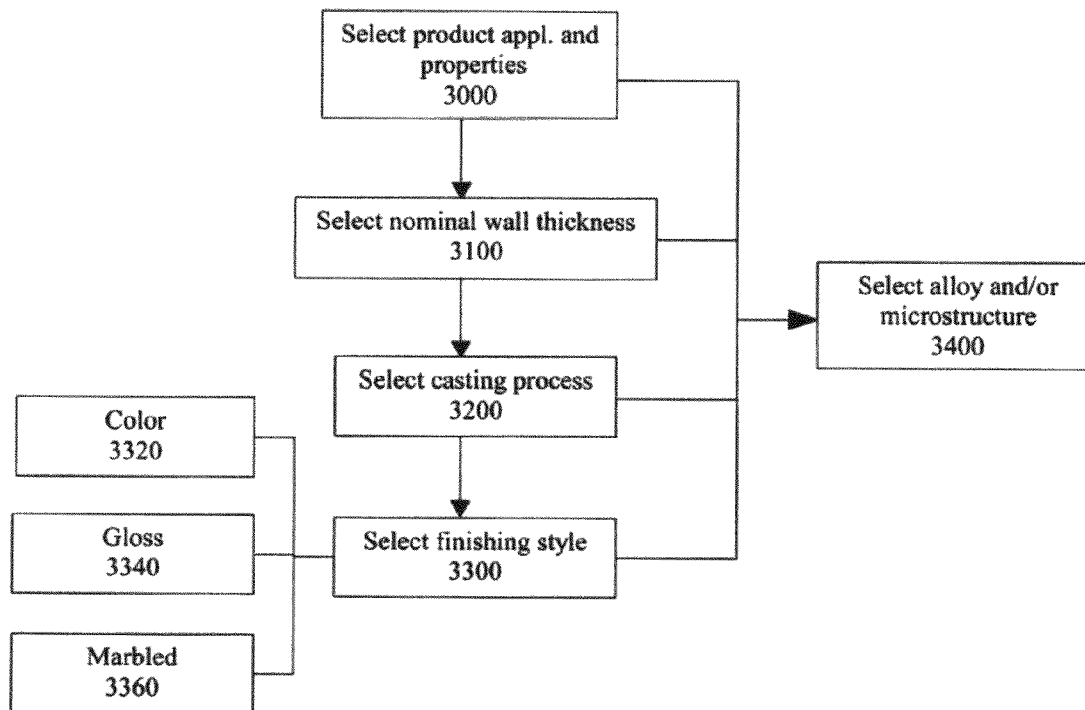 Select product appl. and
properties
3000
Select nominal wall thickness
3100
Select alloy and/or
microstructure
3400
Select casting process
3200
Color
3320
Gloss
3340
Select finishing style
3300
Marbled
3360